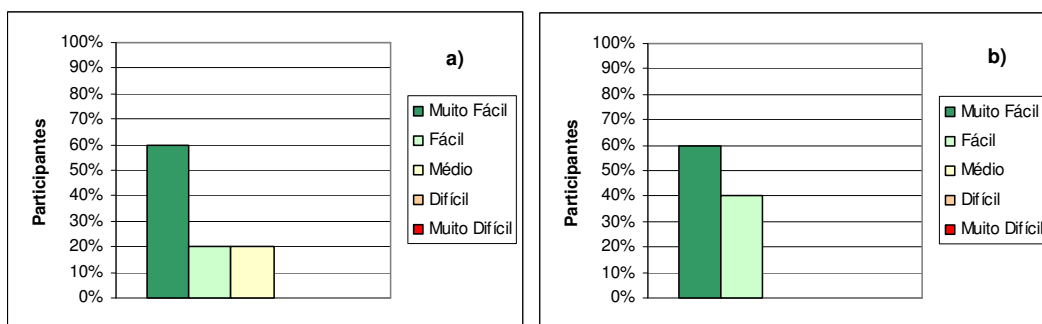 a)
100%
90%
80%
70%
60%
50%
40%
30%
20%
10%
0%
Participantes
Muito Fácil
Fácil
Médio
Difícil
Muito Difícil
b)
100%
90%
80%
70%
60%
50%
40%
30%
20%
10%
0%
Participantes
Muito Fácil
Fácil
Médio
Difícil
Muito Difícil